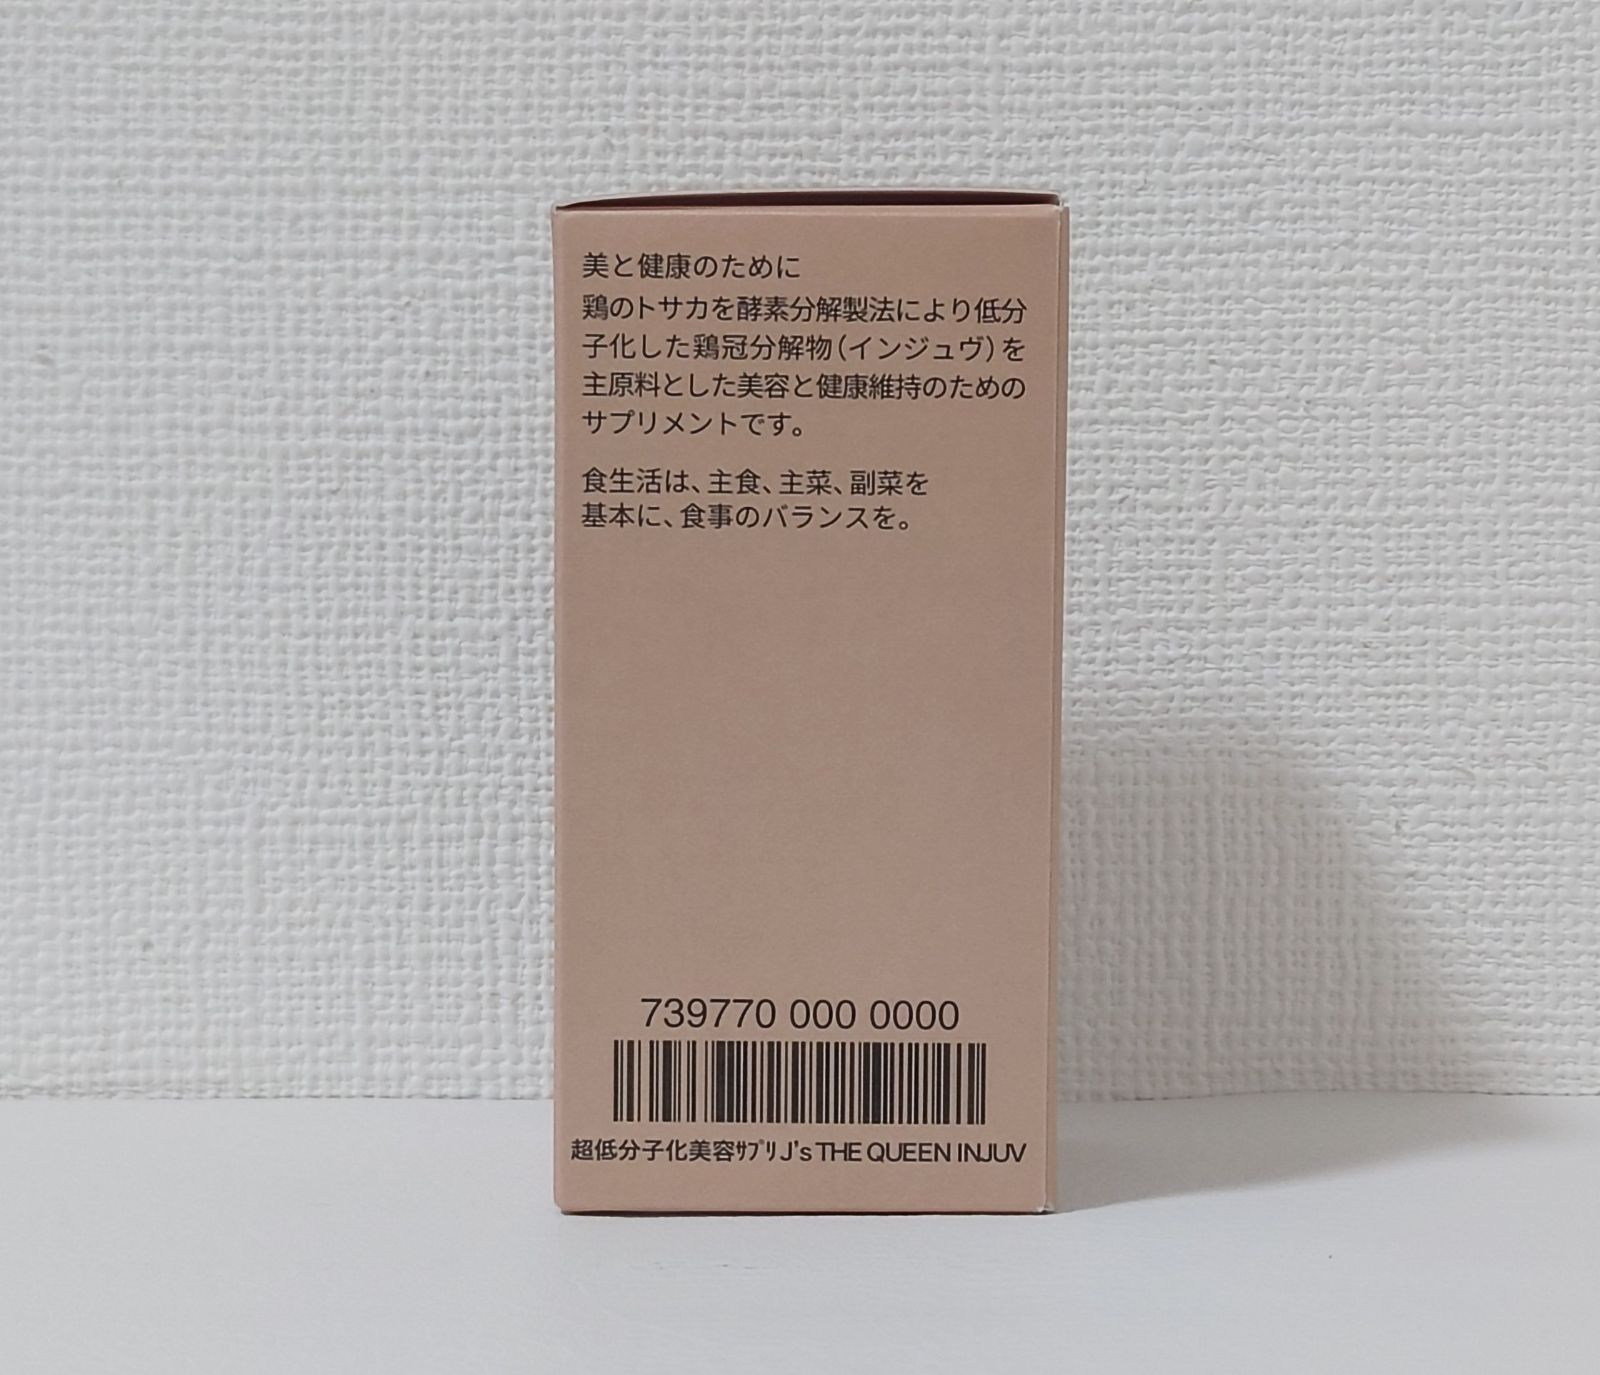 美と健康のために
鶏のトサカを酵素分解製法により低分
子化した鶏冠分解物(インジュヴ)を
主原料とした美容と健康維持のための
サプリメントです。
食生活は、主食、主菜、副菜を
基本に、食事のバランスを。
739770 000 0000
超低分子化美容ｻﾌﾟﾘ J's THE QUEEN INJUV